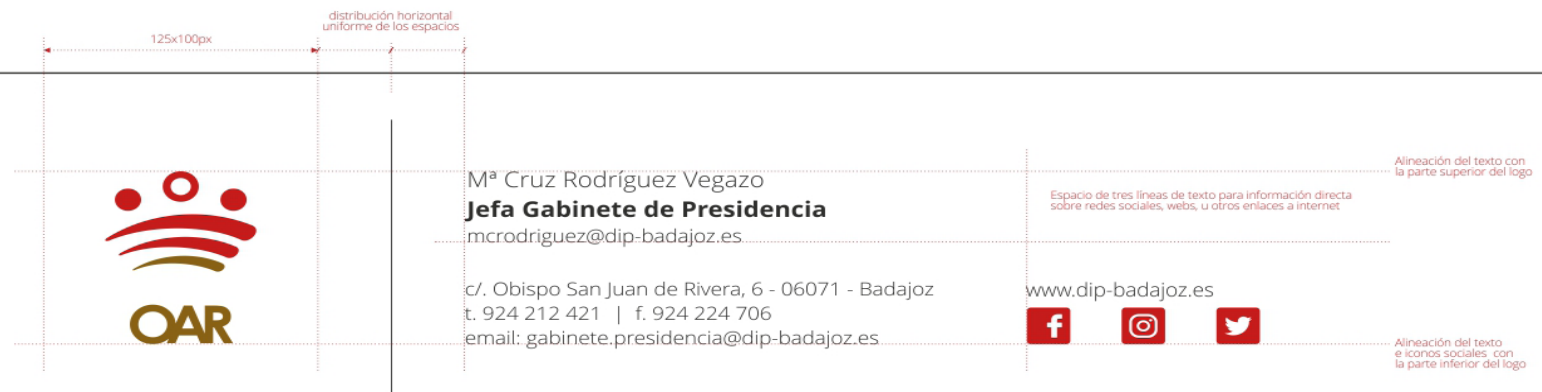 distribución horizontal
uniforme de los espacios
125x100px
Alineación del texto con
la parte superior del logo
Mª Cruz Rodríguez Vegazo
Jefa Gabinete de Presidencia
mcrodriguez@dip-badajoz.es
Espacio de tres líneas de texto para información directa
sobre redes sociales, webs, u otros enlaces a internet
c/. Obispo San Juan de Rivera, 6 - 06071 - Badajoz
t. 924 212 421 | f. 924 224 706
email: gabinete.presidencia@dip-badajoz.es
www.dip-badajoz.es
OAR
Alineación del texto
e iconos sociales con
la parte inferior del logo